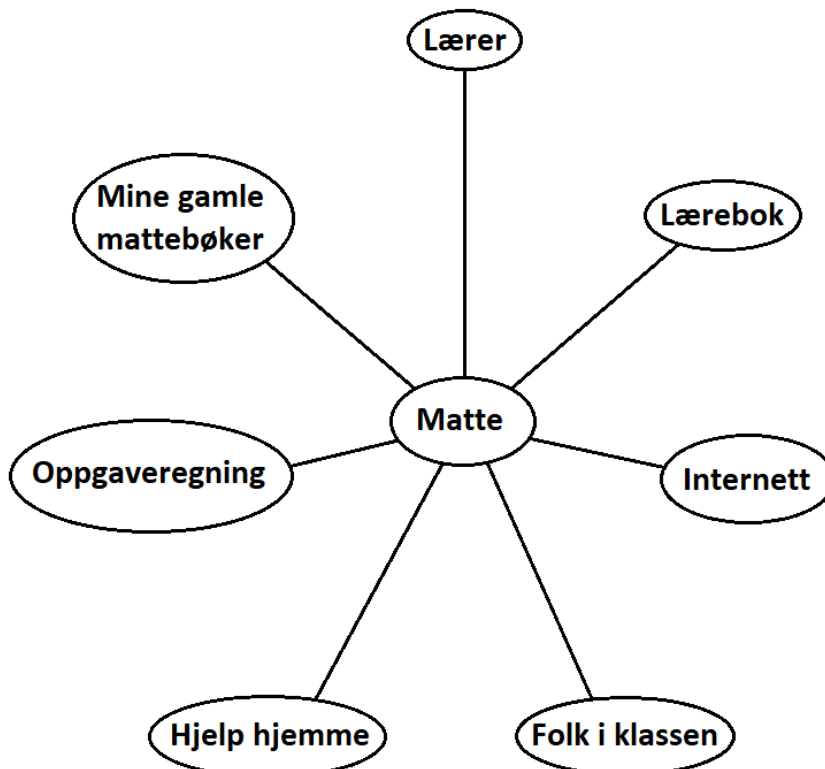 Lærer
Mine gamle
mattebøker
Lærebok
Matte
Oppgaveregning
Internett
Hjelp hjemme
Folk i klassen